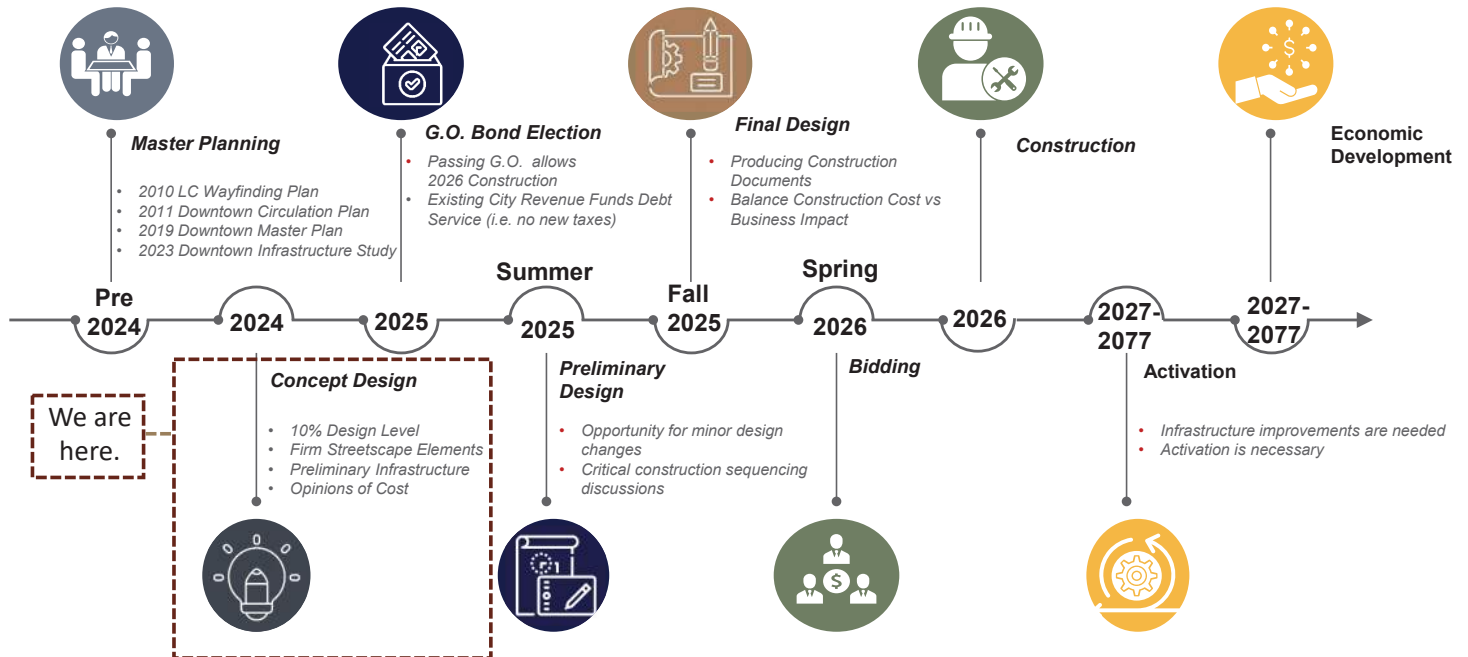 Master Planning
• 2010 LC Wayfinding Plan
• 2011 Downtown Circulation Plan
• 2019 Downtown Master Plan
• 2023 Downtown Infrastructure Study
G.O. Bond Election
• Passing G.O. allows
2026 Construction
• Existing City Revenue Funds Debt
Service (i.e. no new taxes)
Final Design
• Producing Construction
Documents
• Balance Construction Cost vs
Business Impact
Construction
Economic
Development
Pre
2024
2024
2025
Summer
2025
Fall
2025
Spring
2026
2026
2027-
2077
2027-
2077
We are
here.
Concept Design
• 10% Design Level
• Firm Streetscape Elements
• Preliminary Infrastructure
• Opinions of Cost
Preliminary
Design
• Opportunity for minor design
changes
• Critical construction sequencing
discussions
Bidding
Activation
• Infrastructure improvements are needed
• Activation is necessary
$
$